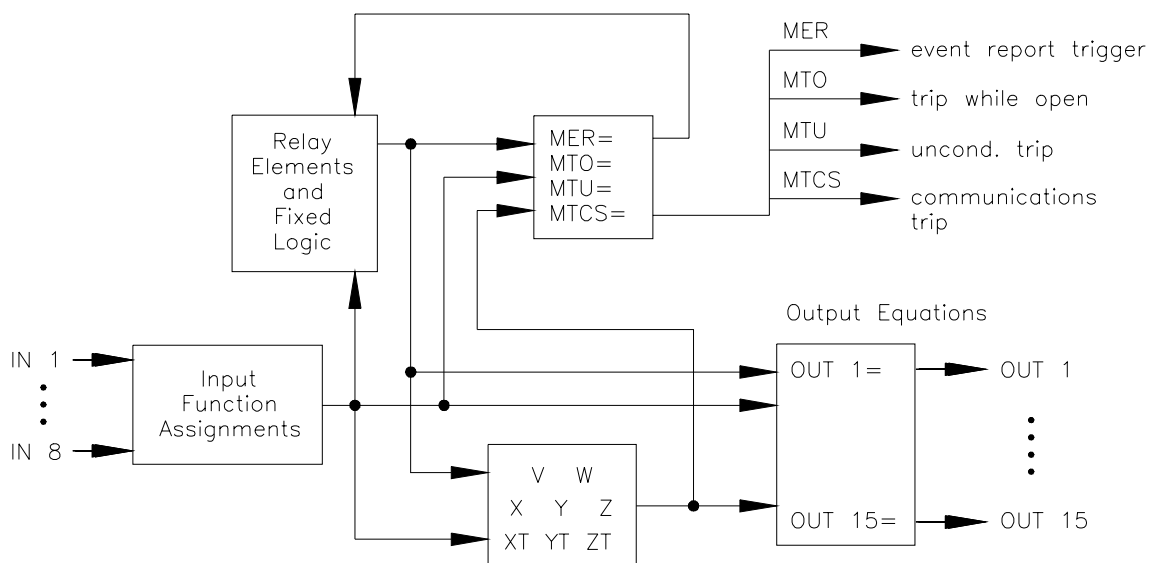 MER
event report trigger
MTO
trip while open
MTU
uncond. trip
MTCS
communications
trip
Relay
Elements
and
Fixed
Logic
MER=
MTO=
MTU=
MTCS=
Output Equations
IN 1
IN 8
Input
Function
Assignments
OUT 1=
OUT 15=
OUT 1
OUT 15
V W
X Y Z
XT YT ZT